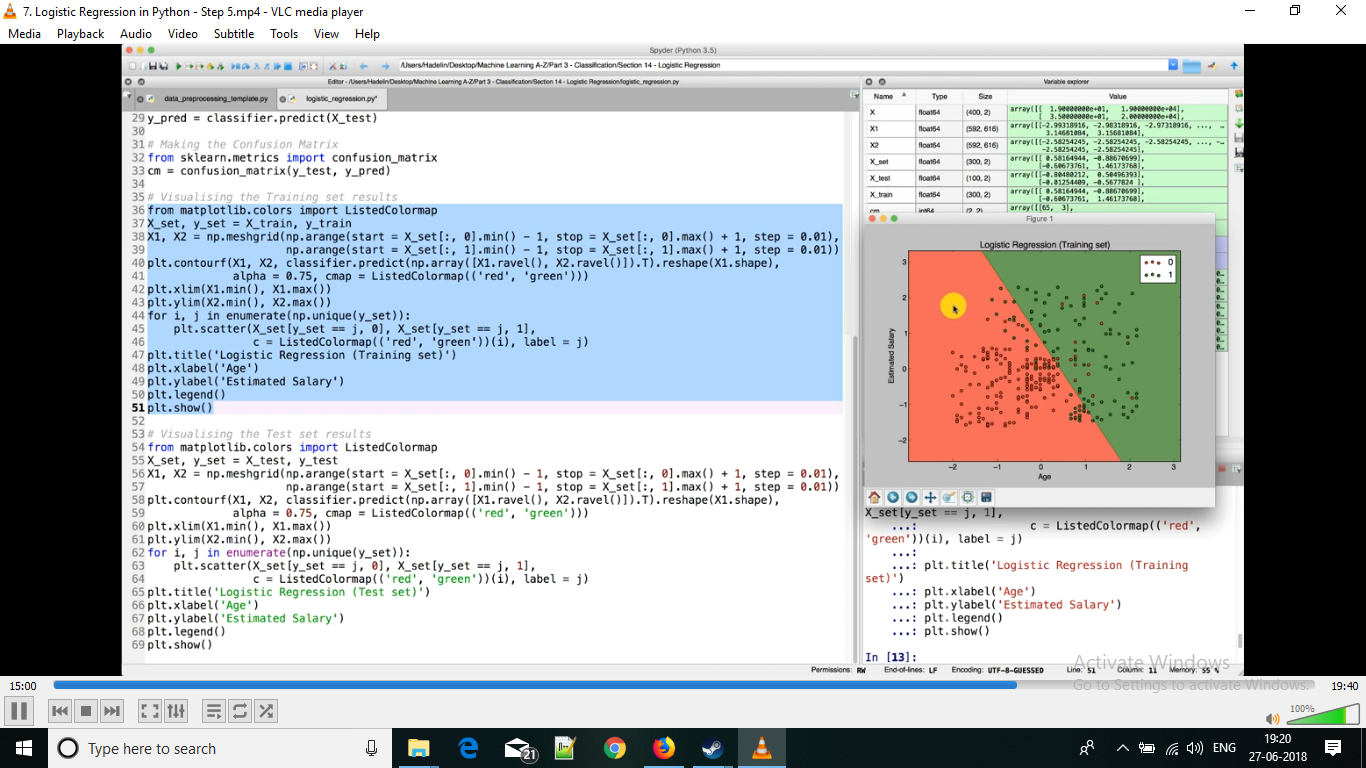 7. Logistic Regression in Python - Step 5.mp4 - VLC media player
Media Playback Audio Video Subtitle Tools View Help
Spyder (Python 3.5)
/Users/Hadelin/Desktop/Machine Learning A-Z/Part 3 - Classification/Section 14 - Logistic Regression
Editor - /Users/Hadelin/Desktop/Machine Learning A-Z/Part 3 - Classification/Section 14 - Logistic Regression/logistic_regression.py
data_preprocessing_template.py logistic_regression.py*
29 y_pred = classifier.predict(X_test)
30
31 # Making the Confusion Matrix
32 from sklearn.metrics import confusion_matrix
33 cm = confusion_matrix(y_test, y_pred)
34
35 # Visualising the Training set results
36 from matplotlib.colors import ListedColormap
37 X_set, y_set = X_train, y_train
38 X1, X2 = np.meshgrid(np.arange(start = X_set[:, 0].min() - 1, stop = X_set[:, 0].max() + 1, step = 0.01),
39 np.arange(start = X_set[:, 1].min() - 1, stop = X_set[:, 1].max() + 1, step = 0.01))
40 plt.contourf(X1, X2, classifier.predict(np.array([X1.ravel(), X2.ravel()]).T).reshape(X1.shape),
41 alpha = 0.75, cmap = ListedColormap(('red', 'green')))
42 plt.xlim(X1.min(), X1.max())
43 plt.ylim(X2.min(), X2.max())
44 for i, j in enumerate(np.unique(y_set)):
45 plt.scatter(X_set[y_set == j, 0], X_set[y_set == j, 1],
46 c = ListedColormap(('red', 'green'))(i), label = j)
47 plt.title('Logistic Regression (Training set)')
48 plt.xlabel('Age')
49 plt.ylabel('Estimated Salary')
50 plt.legend()
51 plt.show()
52
53 # Visualising the Test set results
54 from matplotlib.colors import ListedColormap
55 X_set, y_set = X_test, y_test
56 X1, X2 = np.meshgrid(np.arange(start = X_set[:, 0].min() - 1, stop = X_set[:, 0].max() + 1, step = 0.01),
57 np.arange(start = X_set[:, 1].min() - 1, stop = X_set[:, 1].max() + 1, step = 0.01))
58 plt.contourf(X1, X2, classifier.predict(np.array([X1.ravel(), X2.ravel()]).T).reshape(X1.shape),
59 alpha = 0.75, cmap = ListedColormap(('red', 'green')))
60 plt.xlim(X1.min(), X1.max())
61 plt.ylim(X2.min(), X2.max())
62 for i, j in enumerate(np.unique(y_set)):
63 plt.scatter(X_set[y_set == j, 0], X_set[y_set == j, 1],
64 c = ListedColormap(('red', 'green'))(i), label = j)
65 plt.title('Logistic Regression (Test set)')
66 plt.xlabel('Age')
67 plt.ylabel('Estimated Salary')
68 plt.legend()
69 plt.show()
Variable explorer
Name Type Size Value
X float64 (400, 2) array([[ 1.90000000e+01, 1.90000000e+04],
[ 3.50000000e+01, 2.00000000e+04],
X1 float64 (592, 616) array([[-2.99318916, -2.98318916, -2.97318916, ..., 
3.14681084, 3.15681084],
X2 float64 (592, 616) array([[-2.58254245, -2.58254245, -2.58254245, ..., 
-2.58254245, -2.58254245],
X_set float64 (300, 2) array([[ 0.58164944, -0.88670699],
[-0.60673761, 1.46173768],
X_test float64 (100, 2) array([[-0.80480212, 0.50496393],
[-0.01254409, -0.5677824 ],
X_train float64 (300, 2) array([[ 0.58164944, -0.88670699],
[-0.60673761, 1.46173768],
cm int64 (2, 2) array([[65, 3],
Figure 1
Logistic Regression (Training set)
0
1
3
2
1
0
-1
-2
Estimated Salary
-2 -1 0 1 2 3
Age
X_set[y_set == j, 1],
...: c = ListedColormap(('red',
'green'))(i), label = j)
...:
...: plt.title('Logistic Regression (Training
set)')
...: plt.xlabel('Age')
...: plt.ylabel('Estimated Salary')
...: plt.legend()
...: plt.show()
In [13]:
Permissions: RW End-of-lines: LF Encoding: UTF-8-GUESSED Line: 51 Column: 11 Memory: 55 %
Activate Windows
Go to Settings to activate Windows.
15:00 19:40
100%
Type here to search
21
ENG
19:20
27-06-2018